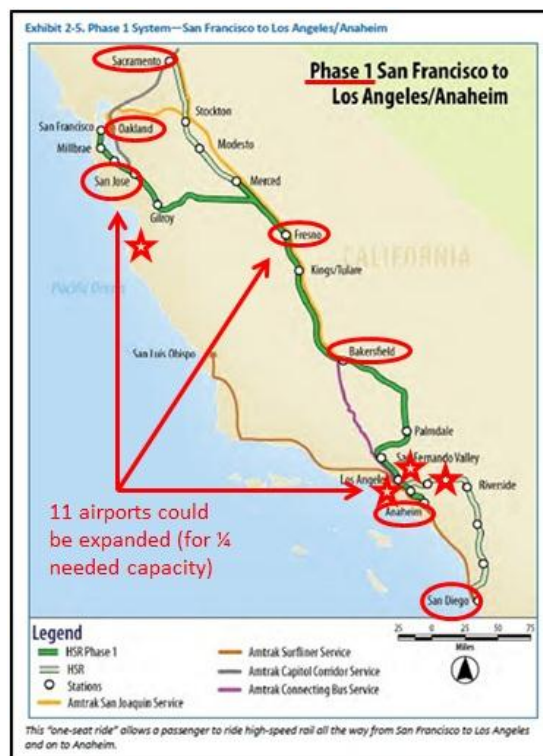 Exhibit 2-5. Phase 1 System—San Francisco to Los Angeles/Anaheim
Phase 1 San Francisco to
Los Angeles/Anaheim
Sacramento
Stockton
San Francisco
Oakland
Modesto
Millbrae
San Jose
Merced
Gilroy
Fresno
CALIFORNIA
Kings/Tulare
Pacific Ocean
San Luis Obispo
Bakersfield
Palmdale
San Fernando Valley
Los Angeles
Riverside
11 airports could
be expanded (for ¼
needed capacity)
Anaheim
San Diego
Legend
HSR Phase 1
HSR
Stations
Amtrak San Joaquin Service
Amtrak Surfliner Service
Amtrak Capitol Corridor Service
Amtrak Connecting Bus Service
25 0 25 50 75
Miles
This "one-seat ride" allows a passenger to ride high-speed rail all the way from San Francisco to Los Angeles
and on to Anaheim.